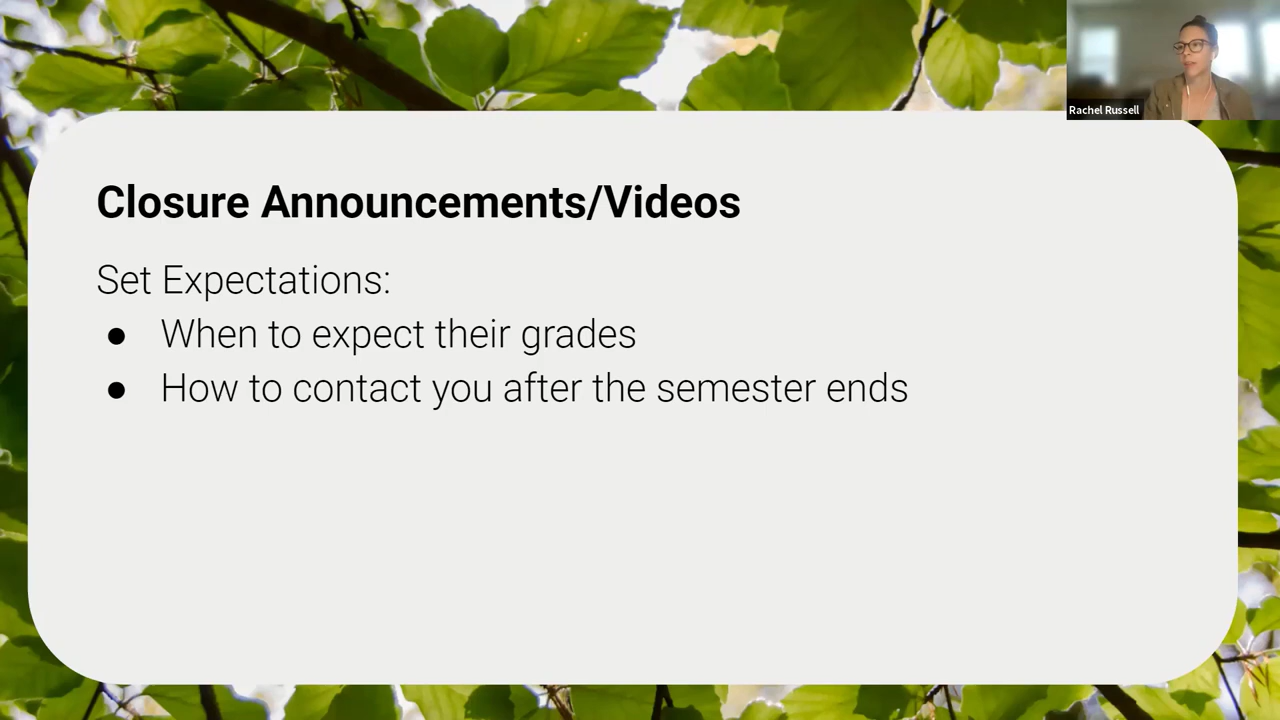 Rachel Russell
Closure Announcements/Videos
Set Expectations:
● When to expect their grades
● How to contact you after the semester ends